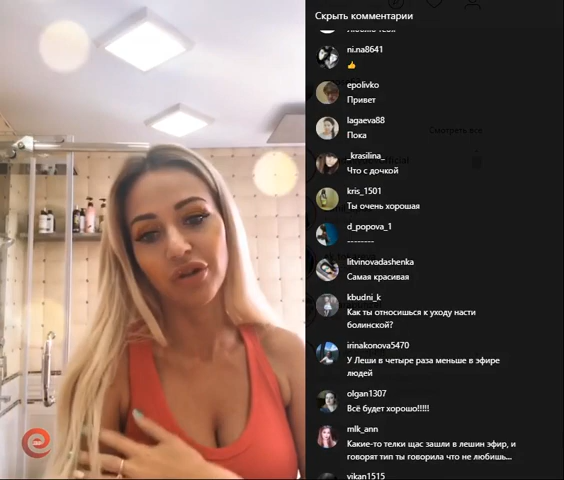 Скрыть комментарии
ni.na8641
👍
epolivko
Привет
lagaeva88
Пока
Смотреть все
_krasilina_
Что с дочкой
kris_1501
Ты очень хорошая
d_popova_1
--------
litvinovadashenka
Самая красивая
kbudni_k
Как ты относишься к уходу насти
болинской?
irinakonova5470
У Леши в четыре раза меньше в эфире
людей
olgan1307
Всё будет хорошо!!!!!
mlk_ann
Какие-то телки щас зашли в лешин эфир, и
говорят тип ты говорила что не любишь...
vikan1515